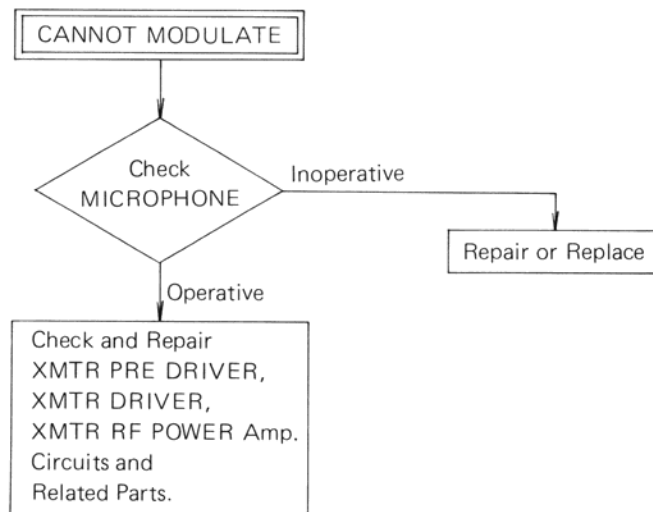 CANNOT MODULATE
Check
MICROPHONE
Inoperative
Repair or Replace
Operative
Check and Repair
XMTR PRE DRIVER,
XMTR DRIVER,
XMTR RF POWER Amp.
Circuits and
Related Parts.